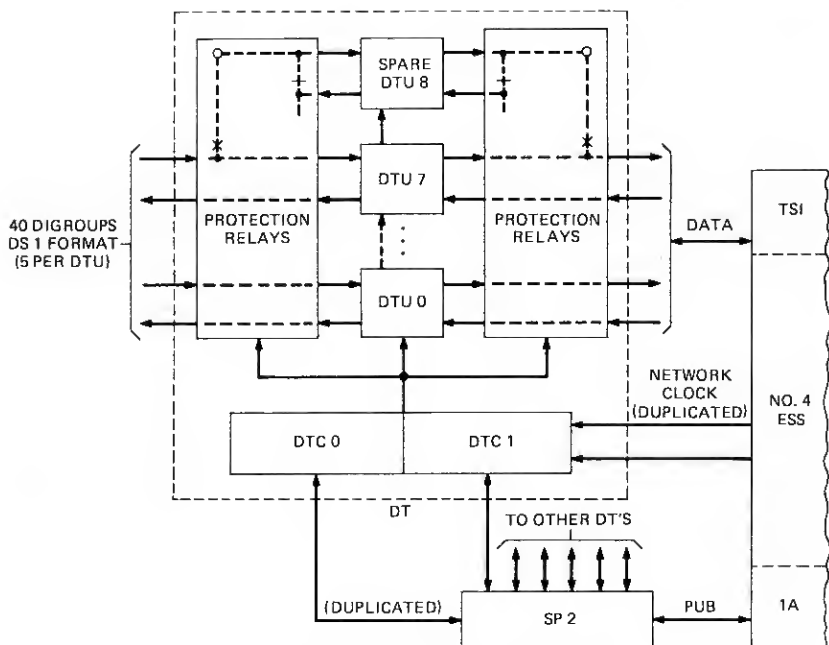 SPARE
DTU 8
DTU 7
DTU 0
PROTECTION
RELAYS
PROTECTION
RELAYS
40 DIGROUPS
DS 1 FORMAT
(5 PER DTU)
DATA
TSI
NETWORK
CLOCK
(DUPLICATED)
NO. 4
ESS
DTC 0
DTC 1
DT
TO OTHER DT'S
(DUPLICATED)
SP 2
PUB
1A